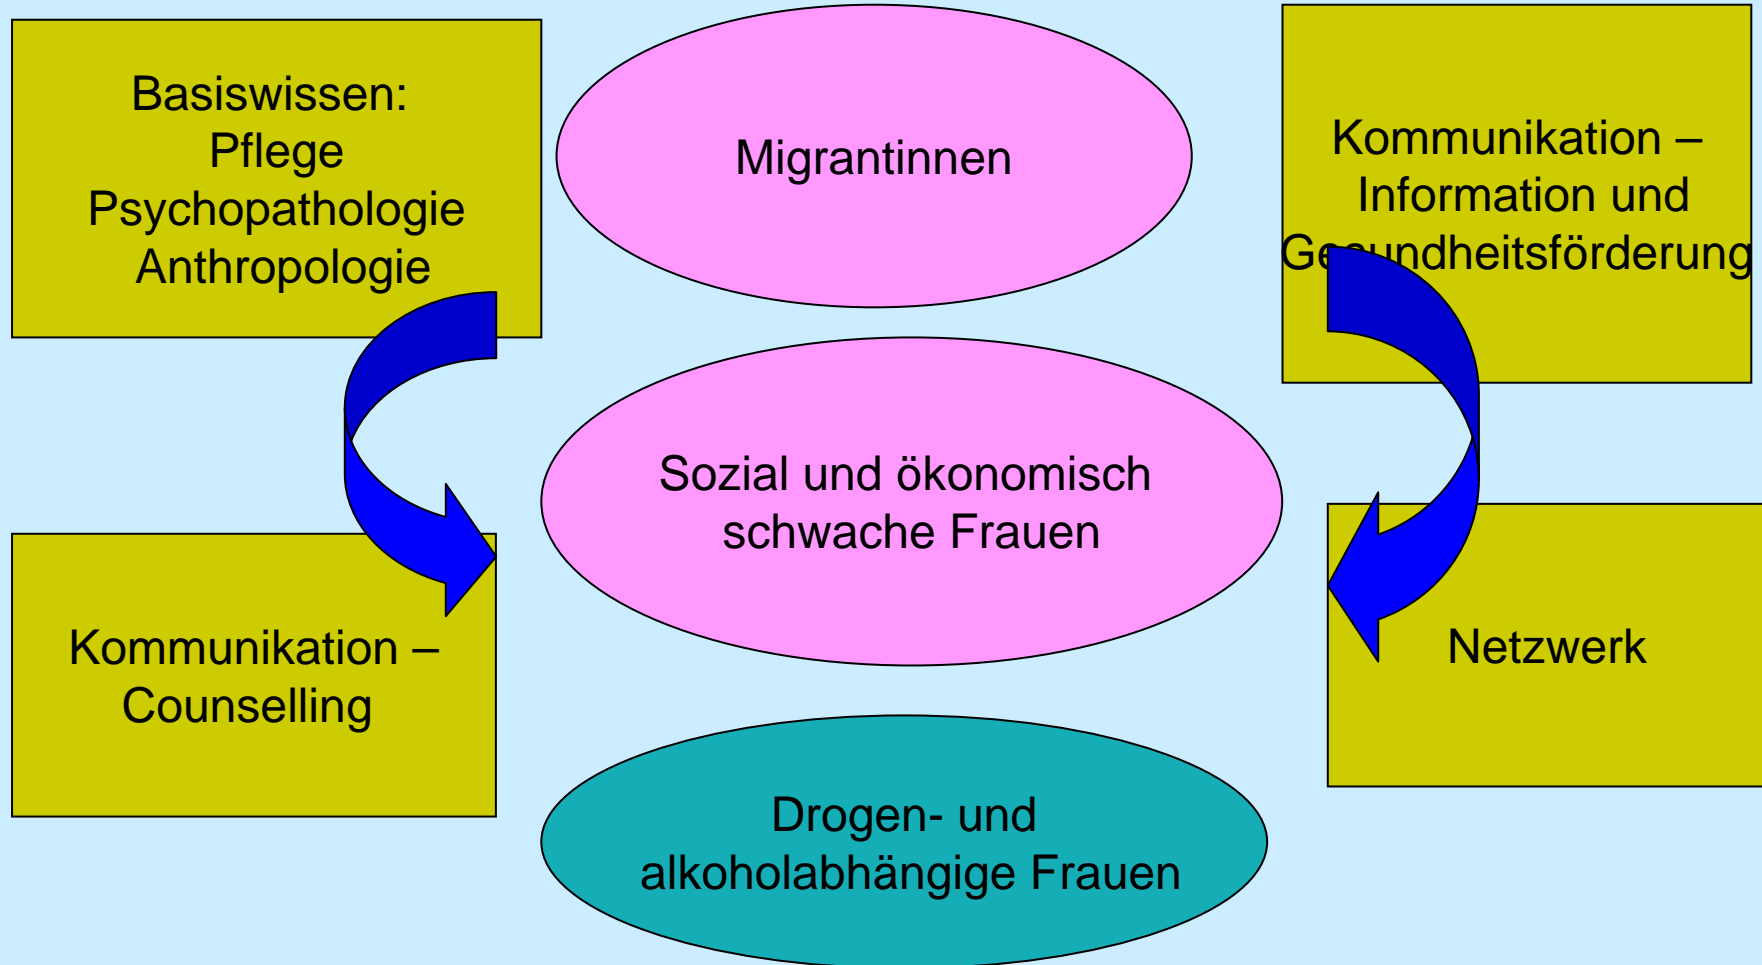 Basiswissen:
Pflege
Psychopathologie
Anthropologie
Migrantinnen
Kommunikation –
Information und
Gesundheitsförderung
Sozial und ökonomisch
schwache Frauen
Kommunikation –
Counselling
Netzwerk
Drogen- und
alkoholabhängige Frauen